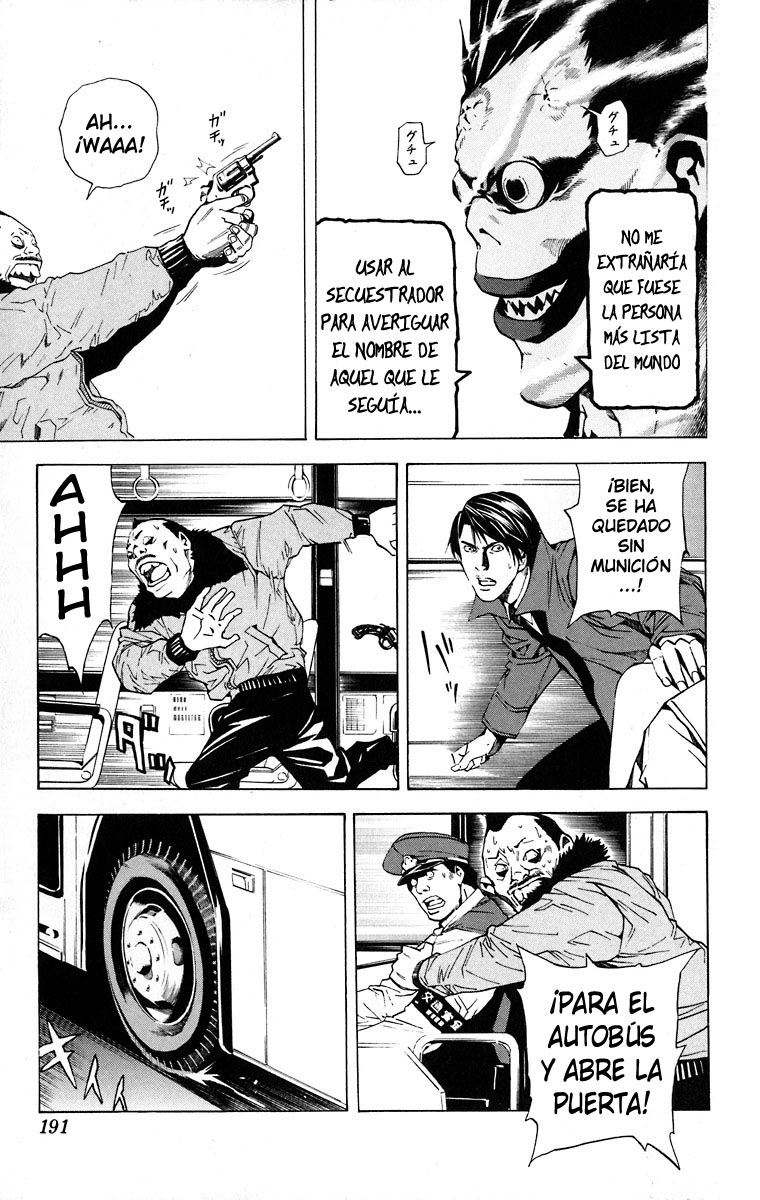 NO ME
EXTRAÑARÍA
QUE FUESE
LA PERSONA
MÁS LISTA
DEL MUNDO
USAR AL
SECUESTRADOR
PARA AVERIGUAR
EL NOMBRE DE
AQUEL QUE LE
SEGUÍA...
グチュ
グチュ
AH...
¡WAAA!
ガチッ
ガチッ
¡BIEN,
SE HA
QUEDADO
SIN
MUNICIÓN
...!
AHHH
¡PARA EL
AUTOBÚS
Y ABRE LA
PUERTA!
191